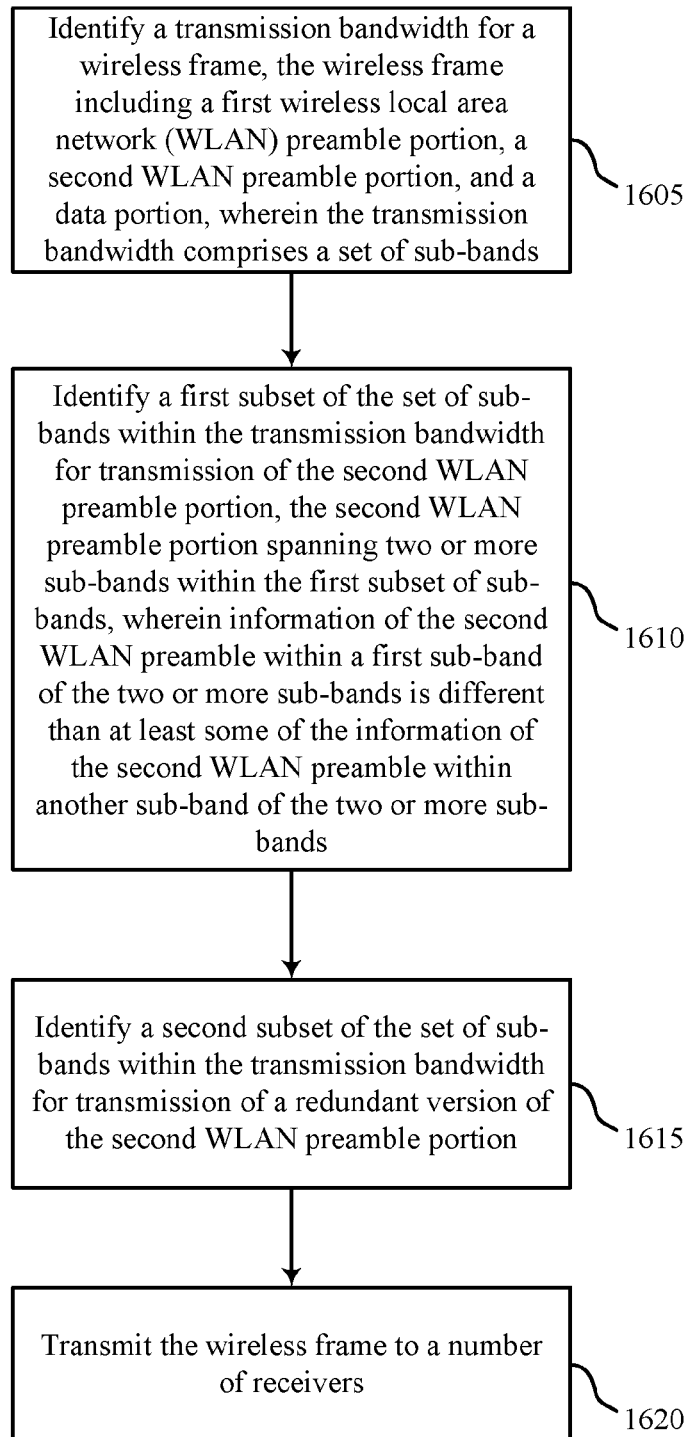 Identify a transmission bandwidth for a
wireless frame, the wireless frame
including a first wireless local area
network (WLAN) preamble portion, a
second WLAN preamble portion, and a
data portion, wherein the transmission
bandwidth comprises a set of sub-bands
1605
Identify a first subset of the set of sub-
bands within the transmission bandwidth
for transmission of the second WLAN
preamble portion, the second WLAN
preamble portion spanning two or more
sub-bands within the first subset of sub-
bands, wherein information of the second
WLAN preamble within a first sub-band
of the two or more sub-bands is different
than at least some of the information of
the second WLAN preamble within
another sub-band of the two or more sub-
bands
1610
Identify a second subset of the set of sub-
bands within the transmission bandwidth
for transmission of a redundant version of
the second WLAN preamble portion
1615
Transmit the wireless frame to a number
of receivers
1620